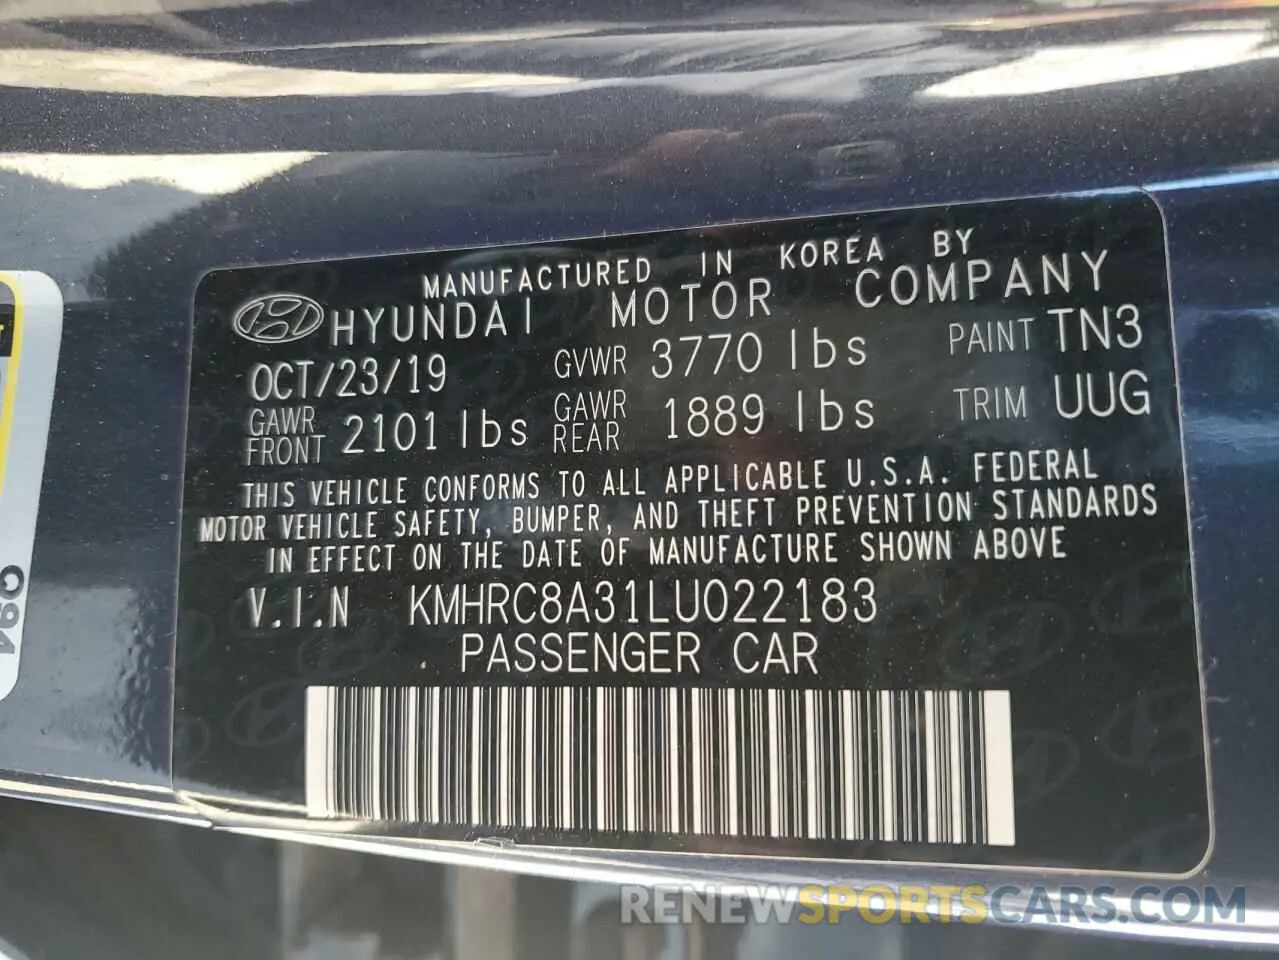 MANUFACTURED IN KOREA BY
HYUNDAI MOTOR COMPANY
OCT/23/19 GVWR 3770 lbs PAINT TN3
GAWR FRONT 2101 lbs GAWR REAR 1889 lbs TRIM UUG
THIS VEHICLE CONFORMS TO ALL APPLICABLE U.S.A. FEDERAL
MOTOR VEHICLE SAFETY, BUMPER, AND THEFT PREVENTION STANDARDS
IN EFFECT ON THE DATE OF MANUFACTURE SHOWN ABOVE
V.I.N KMHRC8A31LU022183
PASSENGER CAR
RENEWSPORTSCARS.COM